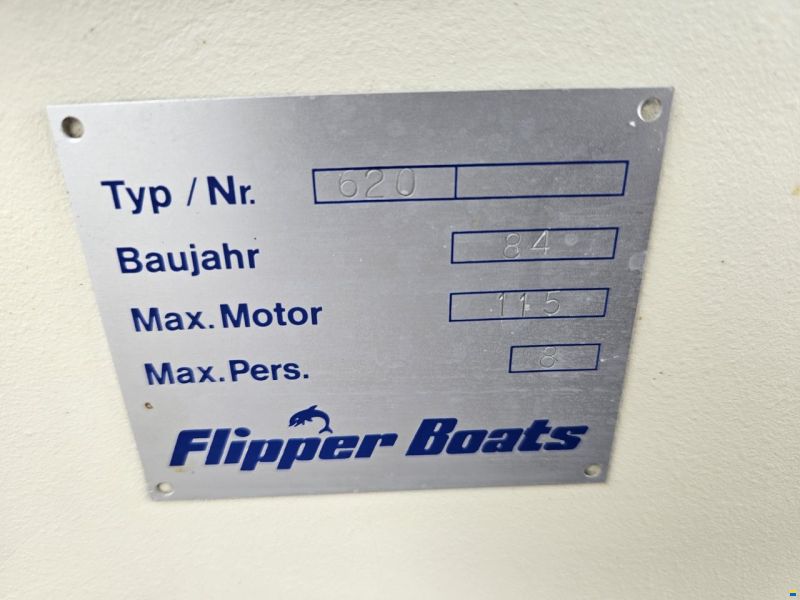 Typ / Nr. 620
Baujahr 84
Max. Motor 115
Max. Pers. 8
Flipper Boats